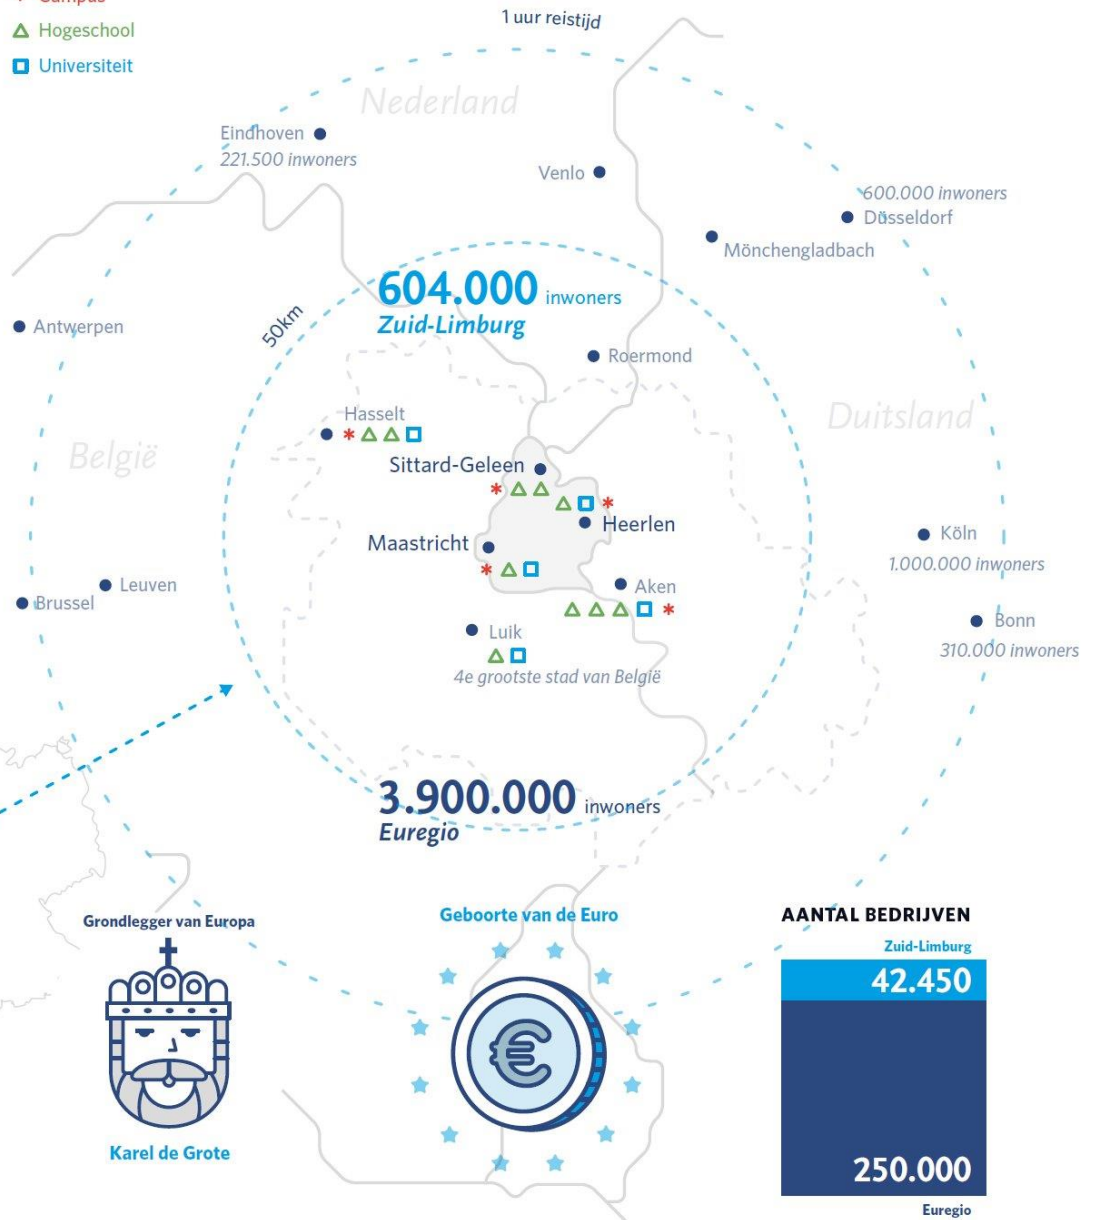 Campus
Hogeschool
Universiteit
1 uur reistijd
Nederland
Eindhoven
221.500 inwoners
Venlo
600.000 inwoners
Düsseldorf
Mönchengladbach
604.000 inwoners
Zuid-Limburg
50km
Antwerpen
Roermond
Duitsland
Hasselt
België
Sittard-Geleen
Heerlen
Maastricht
Köln
1.000.000 inwoners
Leuven
Aken
Brussel
Bonn
310.000 inwoners
Luik
4e grootste stad van België
3.900.000 inwoners
Euregio
Grondlegger van Europa
Karel de Grote
Geboorte van de Euro
€
AANTAL BEDRIJVEN
Zuid-Limburg
42.450
250.000
Euregio